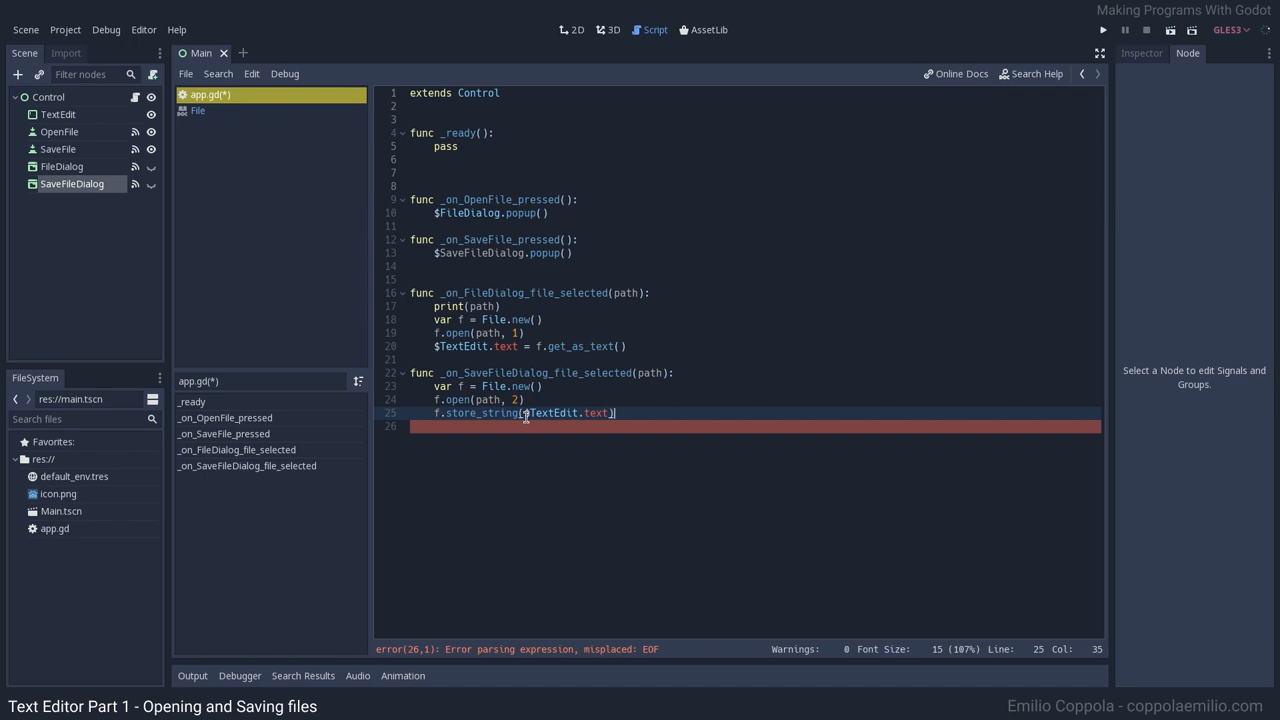 Making Programs With Godot
Scene Project Debug Editor Help
2D 3D Script AssetLib
GLES3
Scene Import
Filter nodes
Control
TextEdit
OpenFile
SaveFile
FileDialog
SaveFileDialog
Main
File Search Edit Debug
Online Docs Search Help
app.gd(*)
File
app.gd(*)
_ready
_on_OpenFile_pressed
_on_SaveFile_pressed
_on_FileDialog_file_selected
_on_SaveFileDialog_file_selected
1 extends Control
2
3
4 func _ready():
5 pass
6
7
8
9 func _on_OpenFile_pressed():
10 $FileDialog.popup()
11
12 func _on_SaveFile_pressed():
13 $SaveFileDialog.popup()
14
15
16 func _on_FileDialog_file_selected(path):
17 print(path)
18 var f = File.new()
19 f.open(path, 1)
20 $TextEdit.text = f.get_as_text()
21
22 func _on_SaveFileDialog_file_selected(path):
23 var f = File.new()
24 f.open(path, 2)
25 f.store_string($TextEdit.text)
26
error(26,1): Error parsing expression, misplaced: EOF
Warnings: 0 Font Size: 15 (107%) Line: 25 Col: 35
Output Debugger Search Results Audio Animation
Inspector Node
Select a Node to edit Signals and
Groups.
FileSystem
res://main.tscn
Search files
Favorites:
res://
default_env.tres
icon.png
Main.tscn
app.gd
Text Editor Part 1 - Opening and Saving files
Emilio Coppola - coppolaemilio.com